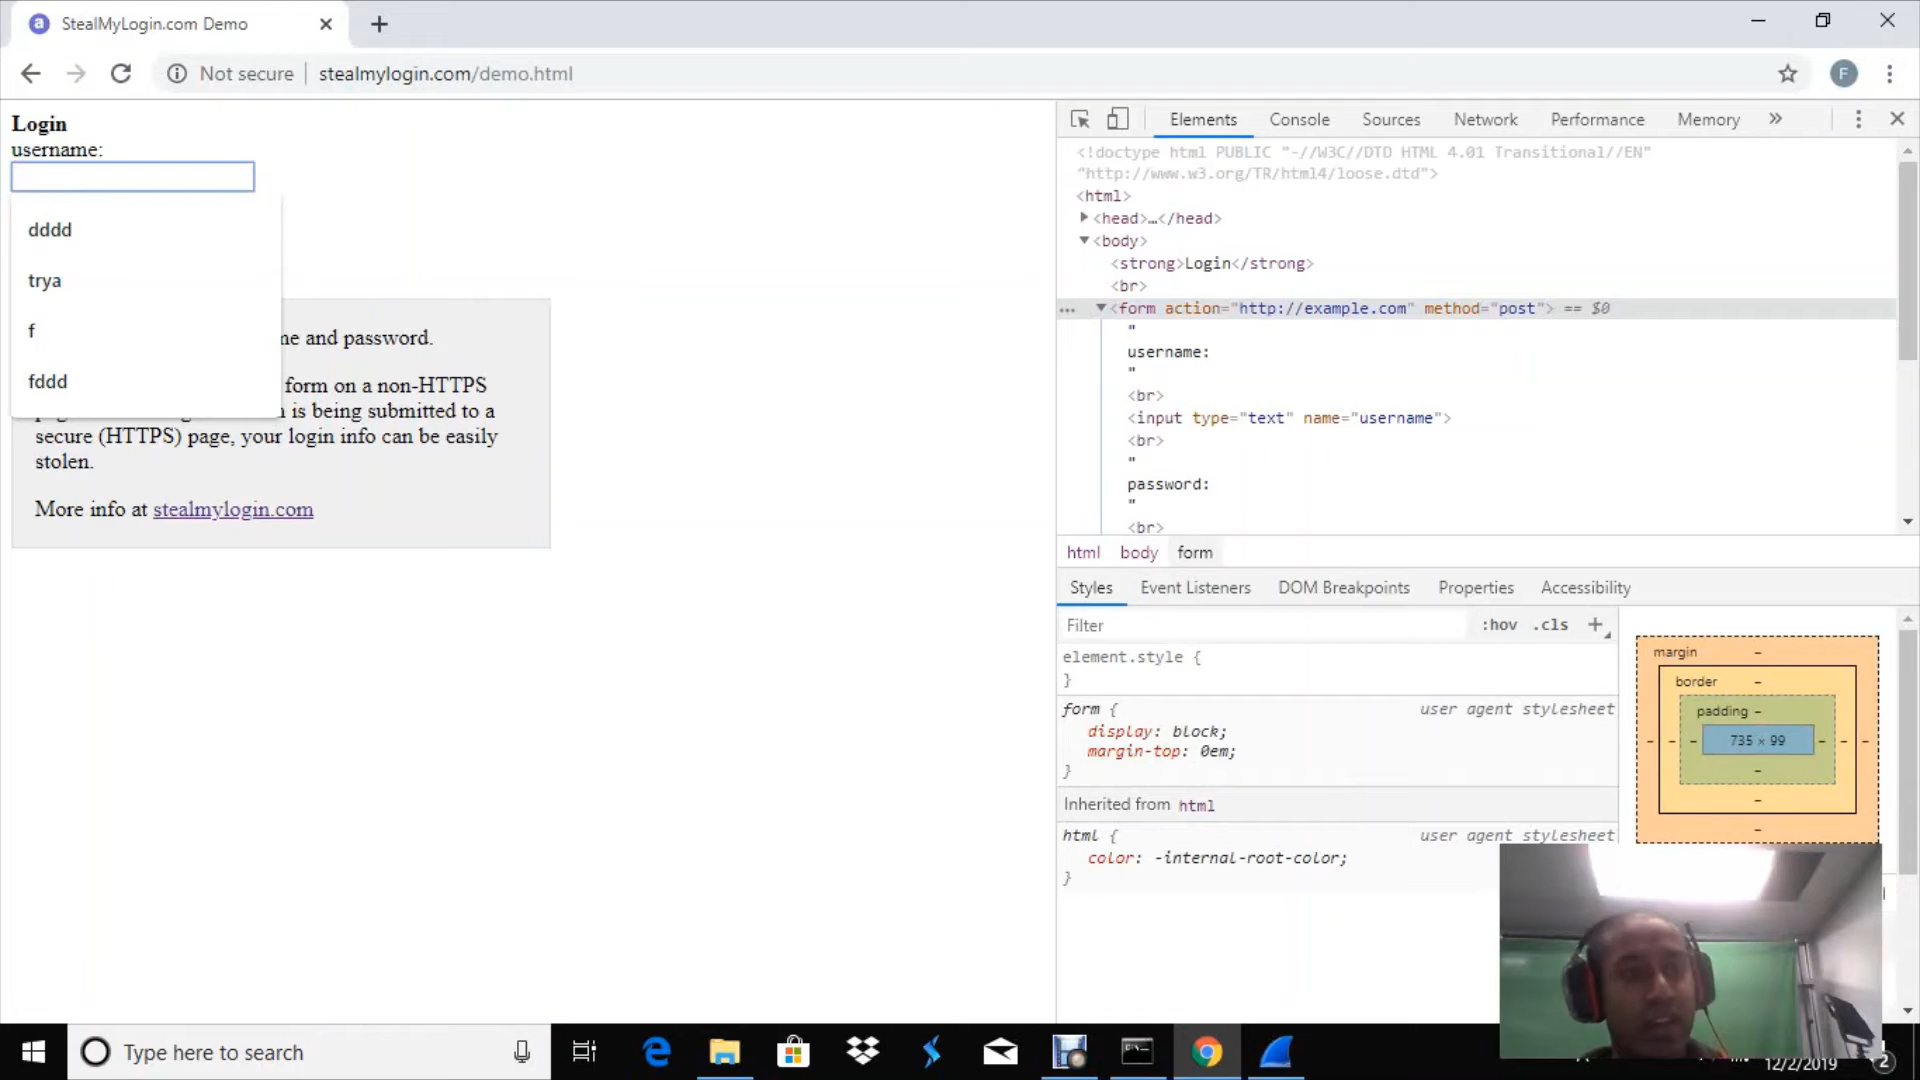 StealMyLogin.com Demo
Not secure
stealmylogin.com/demo.html
F
Login
username:
dddd
trya
f
fddd
me and password.
form on a non-HTTPS
is being submitted to a
secure (HTTPS) page, your login info can be easily
stolen.
More info at stealmylogin.com
Elements Console Sources Network Performance Memory »
<!doctype html PUBLIC "-//W3C//DTD HTML 4.01 Transitional//EN"
"http://www.w3.org/TR/html4/loose.dtd">
<html>
<head>…</head>
<body>
<strong>Login</strong>
<br>
… <form action="http://example.com" method="post"> == $0
"
username:
"
<br>
<input type="text" name="username">
<br>
"
password:
"
<br>
html body form
Styles Event Listeners DOM Breakpoints Properties Accessibility
Filter
:hov .cls +
element.style {
}
form {
user agent stylesheet
display: block;
margin-top: 0em;
}
Inherited from html
html {
user agent stylesheet
color: -internal-root-color;
}
margin –
border –
padding –
– – – 735 × 99 – – –
–
–
–
Type here to search
12/2/2019
2